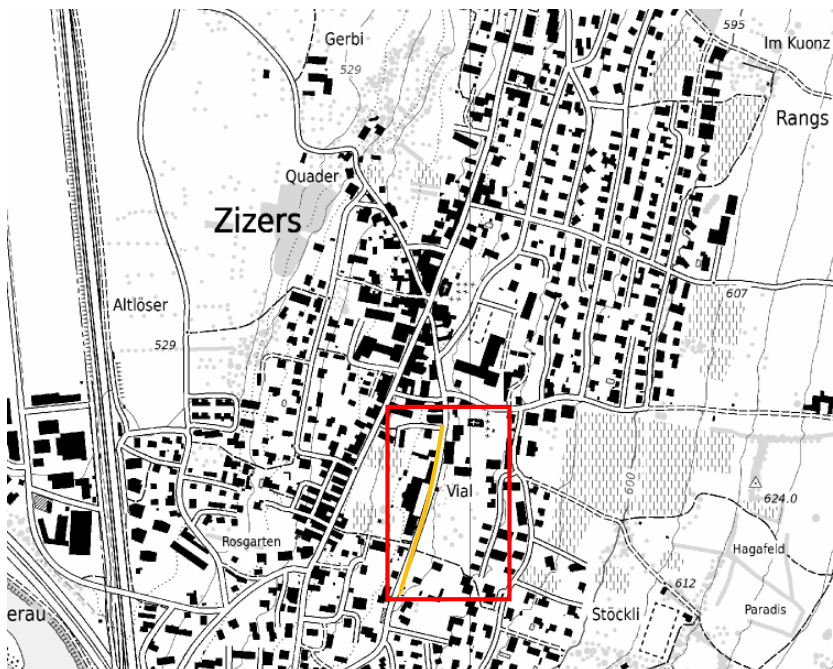 595
Gerbi
Im Kuonz
529
Rangs
Quader
Zizers
607
Altlöser
529
Vial
600
624.0
Rosgarten
Hagafeld
612
erau
Stöckli
Paradis